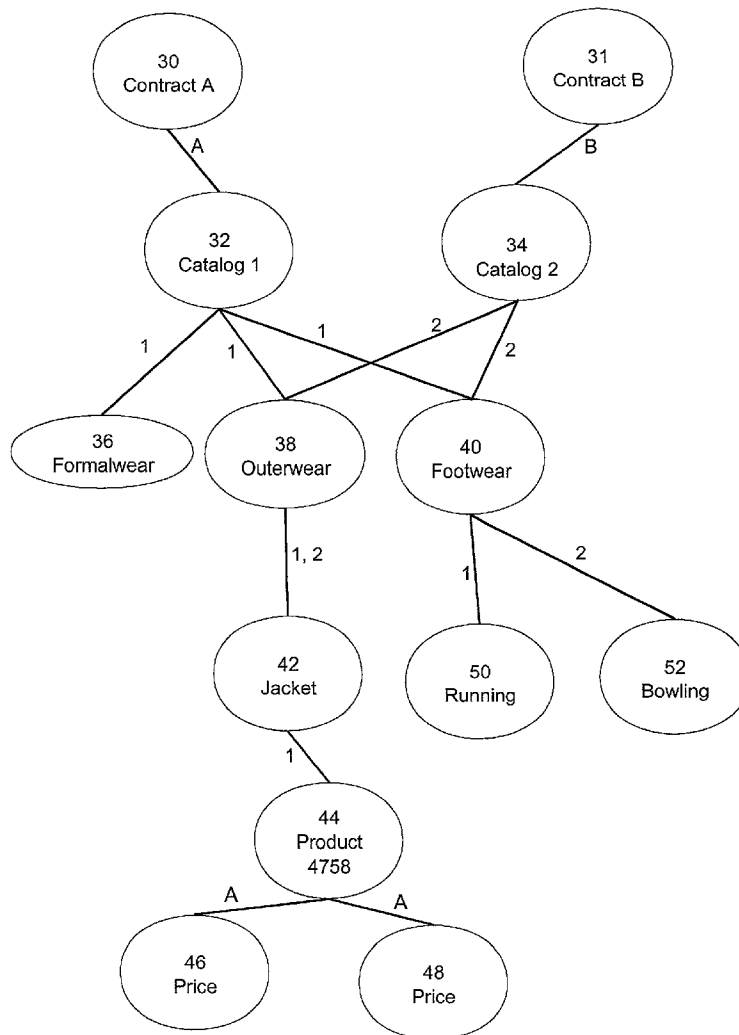 30
Contract A
31
Contract B
A
B
32
Catalog 1
34
Catalog 2
1
1
1
2
2
36
Formalwear
38
Outerwear
40
Footwear
1, 2
1
2
42
Jacket
50
Running
52
Bowling
1
44
Product
4758
A
A
46
Price
48
Price